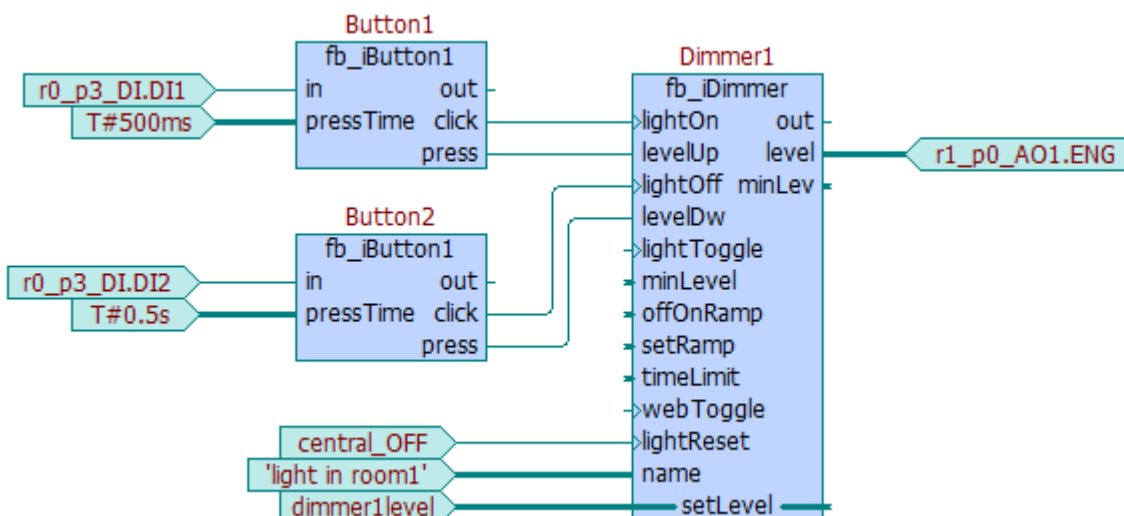 Button1
fb_iButton1
r0_p3_DI.DI1
in out
T#500ms
pressTime click
press
Button2
fb_iButton1
r0_p3_DI.DI2
in out
T#0.5s
pressTime click
press
Dimmer1
fb_iDimmer
lightOn out
levelUp level
r1_p0_AO1.ENG
lightOff minLev
levelDw
lightToggle
minLevel
offOnRamp
setRamp
timeLimit
webToggle
central_OFF
lightReset
'light in room1'
name
dimmer1level
setLevel